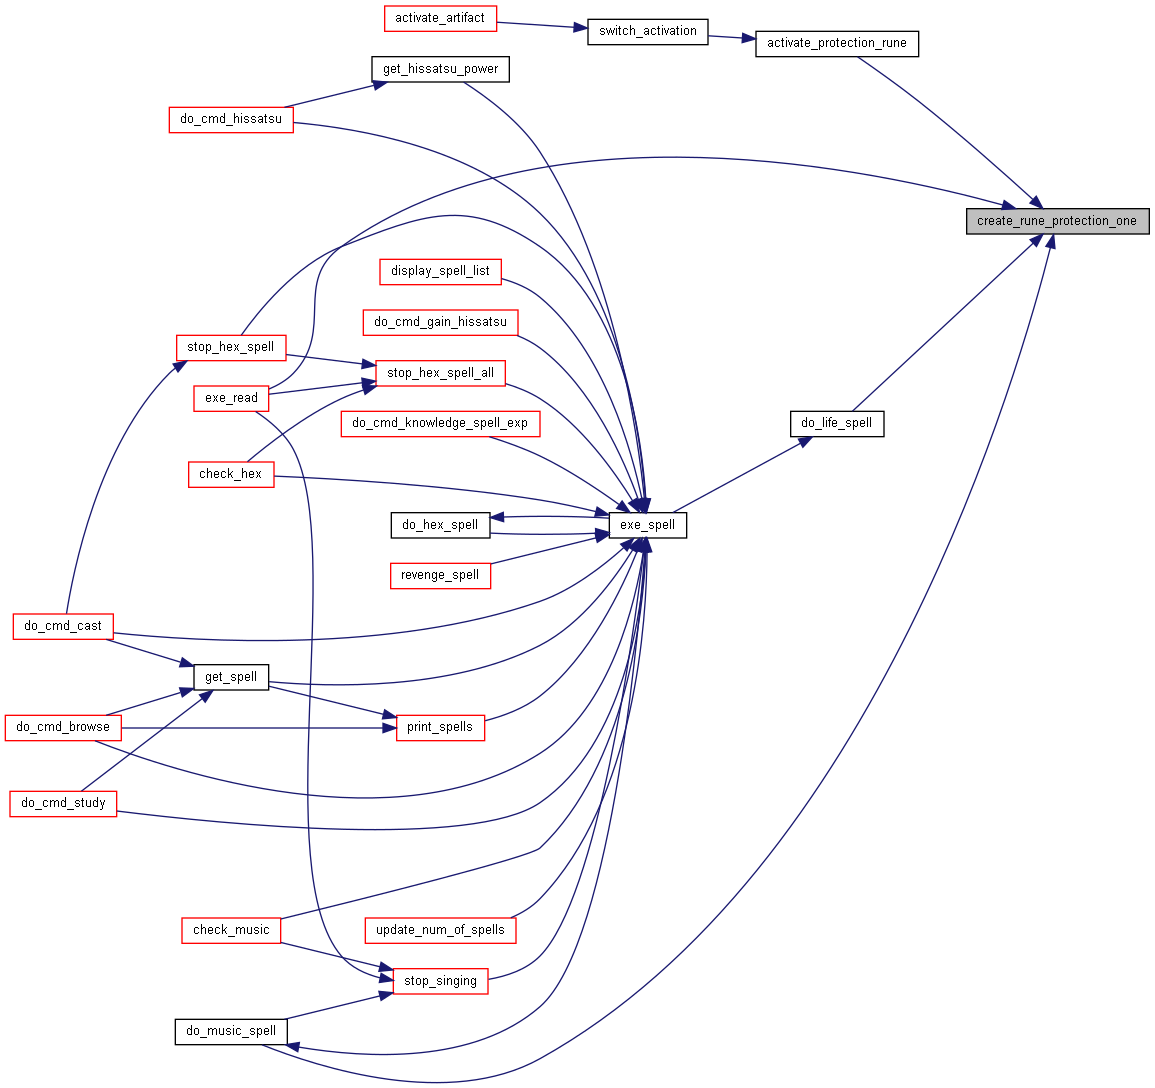 activate_artifact
switch_activation
activate_protection_rune
get_hissatsu_power
do_cmd_hissatsu
create_rune_protection_one
display_spell_list
do_cmd_gain_hissatsu
stop_hex_spell
stop_hex_spell_all
exe_read
do_cmd_knowledge_spell_exp
do_life_spell
check_hex
do_hex_spell
exe_spell
revenge_spell
do_cmd_cast
get_spell
do_cmd_browse
print_spells
do_cmd_study
check_music
update_num_of_spells
stop_singing
do_music_spell